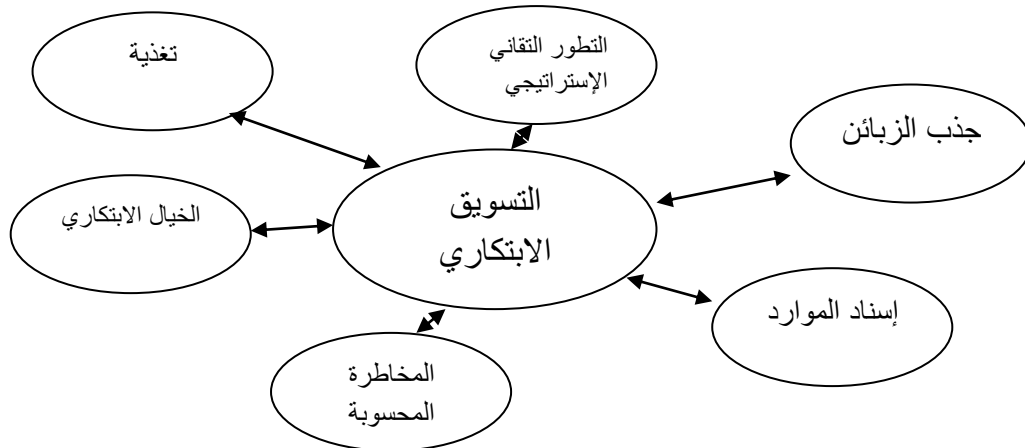 التطور التقاني
الإستراتيجي
تغذية
جذب الزبائن
التسويق
الابتكاري
الخيال الابتكاري
إسناد الموارد
المخاطرة
المحسوبة